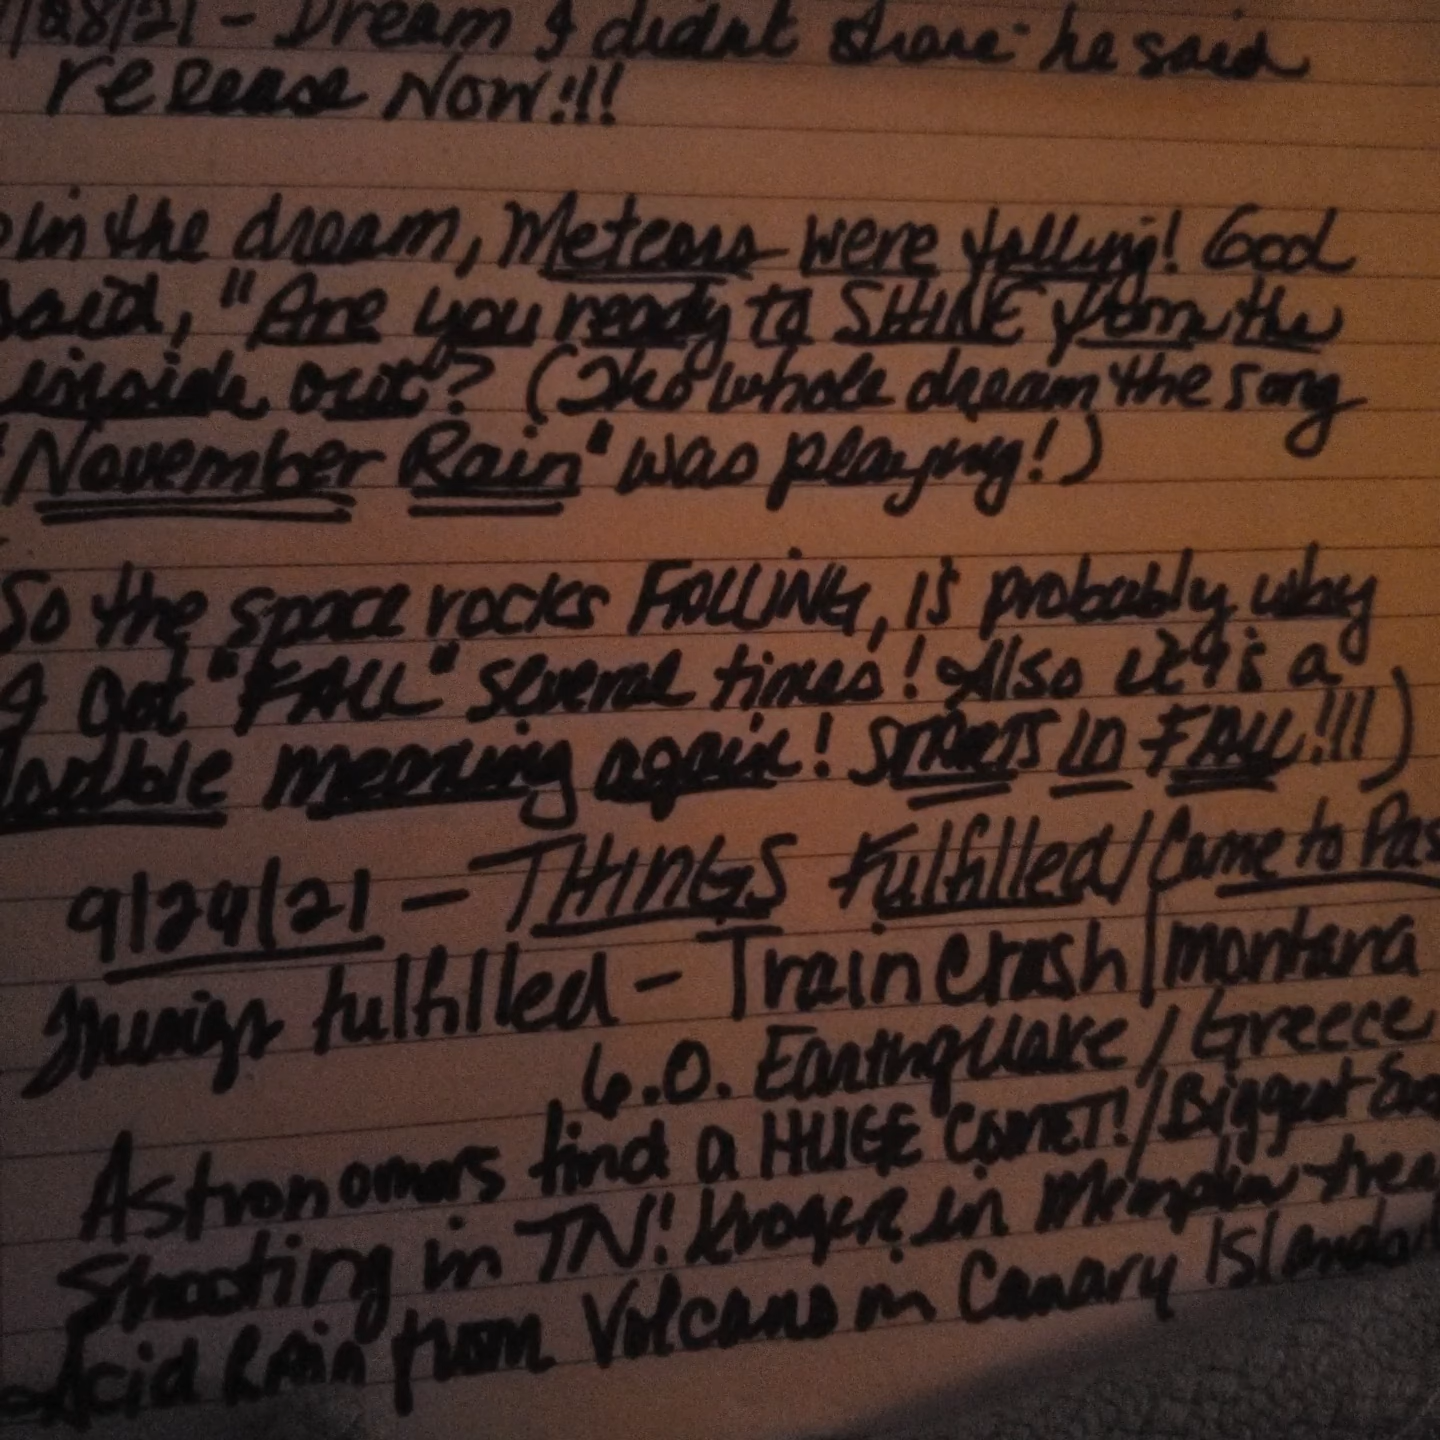 /28/21 - Dream I didnt share - he said
release NOW!!!
In the dream, Meteors were falling! God
said, "Are you ready to SHINE from the
inside out"? (The whole dream the song
"November Rain" was playing!)
So the space rocks FALLING, is probably why
I got "FALL" several times! Also it's a
double meaning again! STARTS IN FALL!!!)
9/24/21 - THINGS Fulfilled/Came to Pas
Things fulfilled - Train Crash/montana
6.0. Earthquake/Greece
Astronomers find a HUGE COMET!/Biggest
Shooting in TN! Kroger in Memphis
Acid Rain from Volcano in Canary Islands